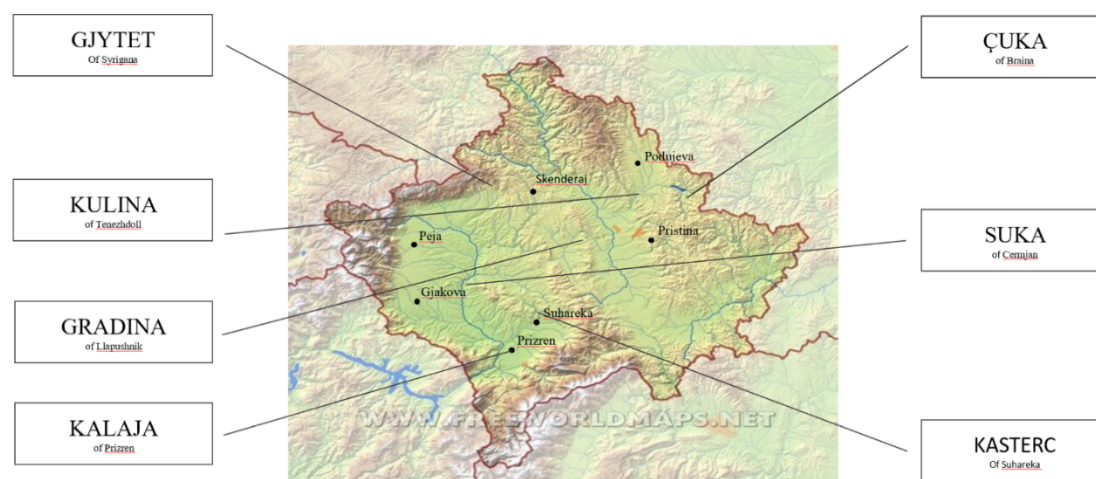 GJYTET
Of Syrigana
ÇUKA
of Braina
KULINA
of Tenezhdoll
SUKA
of Cermjan
GRADINA
of Llapushnik
KALAJA
of Prizren
KASTERC
Of Suhareka
Podujeva
Skenderaj
Peja
Pristina
Gjakova
Suhareka
Prizren
WWW.FREEWORLDMAPS.NET